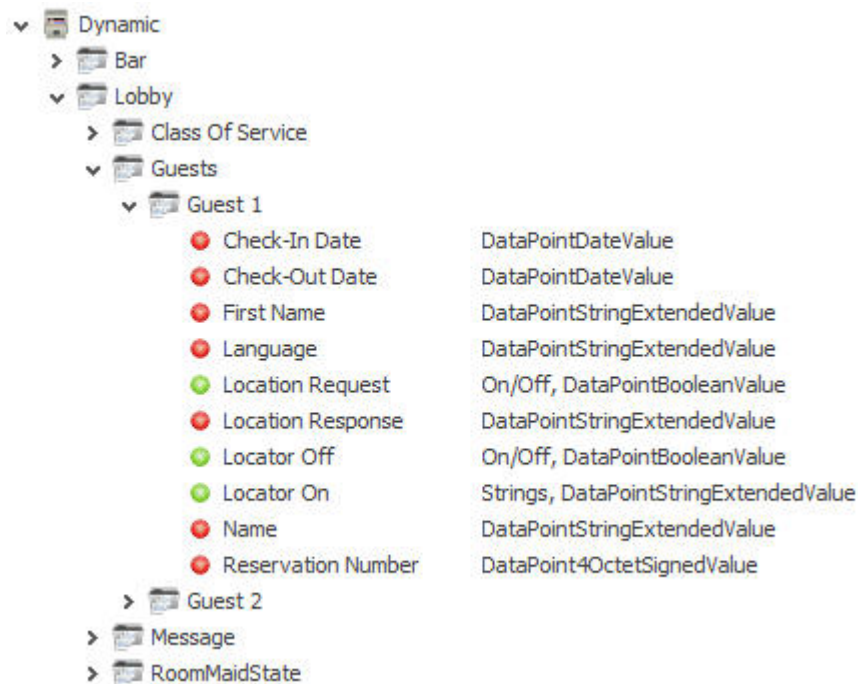 Dynamic
Bar
Lobby
Class Of Service
Guests
Guest 1
Check-In Date DataPointDateValue
Check-Out Date DataPointDateValue
First Name DataPointStringExtendedValue
Language DataPointStringExtendedValue
Location Request On/Off, DataPointBooleanValue
Location Response DataPointStringExtendedValue
Locator Off On/Off, DataPointBooleanValue
Locator On Strings, DataPointStringExtendedValue
Name DataPointStringExtendedValue
Reservation Number DataPoint4OctetSignedValue
Guest 2
Message
RoomMaidState